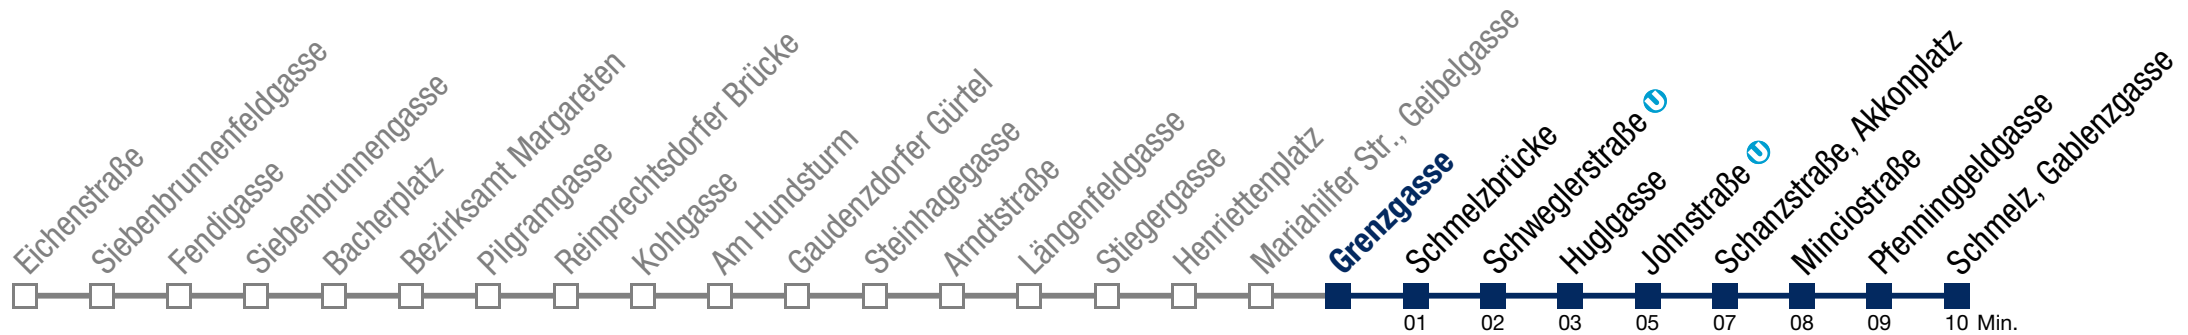 Eichenstraße
Siebenbrunnenfeldgasse
Fendigasse
Siebenbrunnengasse
Bacherplatz
Bezirksamt Margareten
Pilgramgasse
Reinprechtsdorfer Brücke
Kohlgasse
Am Hundsturm
Gaudenzdorfer Gürtel
Steinhagegasse
Arndtstraße
Längenfeldgasse
Stiegergasse
Henriettenplatz
Mariahilfer Str., Geibelgasse
Grenzgasse
Schmelzbrücke
Schweglerstraße U
Huglgasse
Johnstraße U
Schanzstraße, Akkonplatz
Minciostraße
Pfenninggeldgasse
Schmelz, Gablenzgasse
01 02 03 05 07 08 09 10 Min.